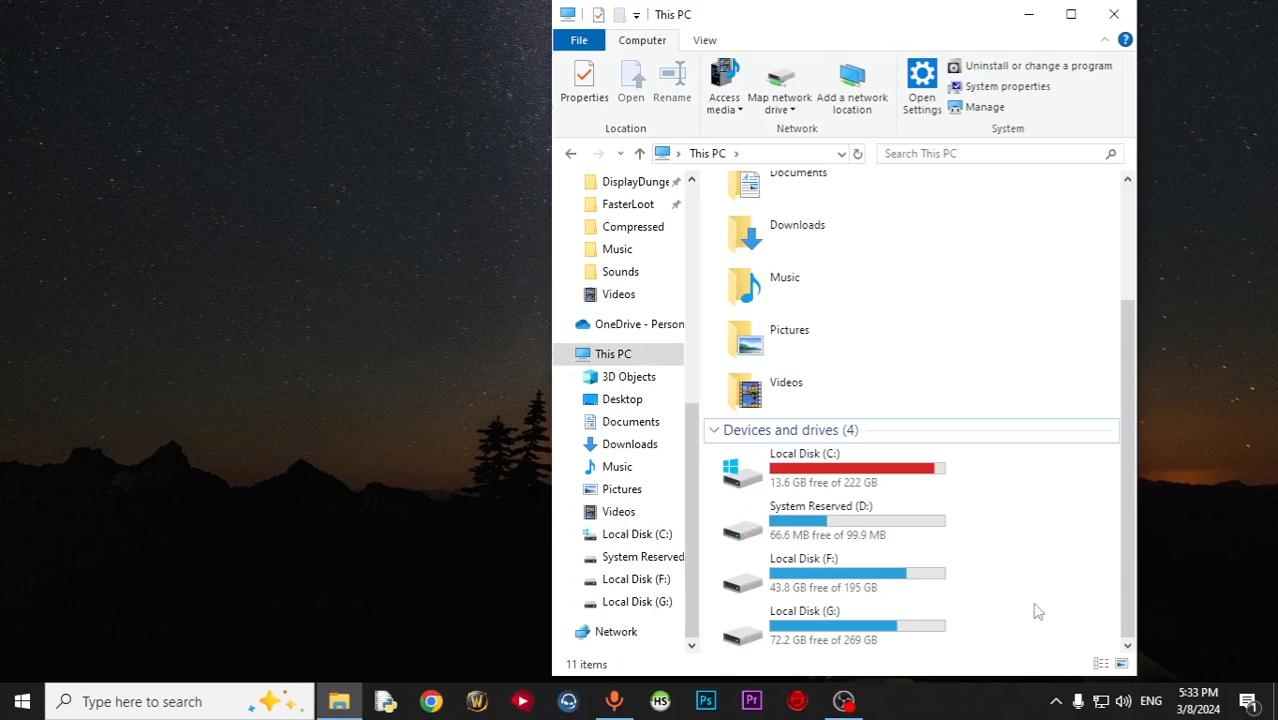 This PC
File
Computer
View
Properties
Open
Rename
Access media
Map network drive
Add a network location
Open Settings
Uninstall or change a program
System properties
Manage
Location
Network
System
This PC
Search This PC
DisplayDunge
FasterLoot
Compressed
Music
Sounds
Videos
OneDrive - Person
This PC
3D Objects
Desktop
Documents
Downloads
Music
Pictures
Videos
Local Disk (C:)
System Reserved
Local Disk (F:)
Local Disk (G:)
Network
Documents
Downloads
Music
Pictures
Videos
Devices and drives (4)
Local Disk (C:)
13.6 GB free of 222 GB
System Reserved (D:)
66.6 MB free of 99.9 MB
Local Disk (F:)
43.8 GB free of 195 GB
Local Disk (G:)
72.2 GB free of 269 GB
11 items
Type here to search
HS
Ps
Pr
ENG
5:33 PM
3/8/2024
1